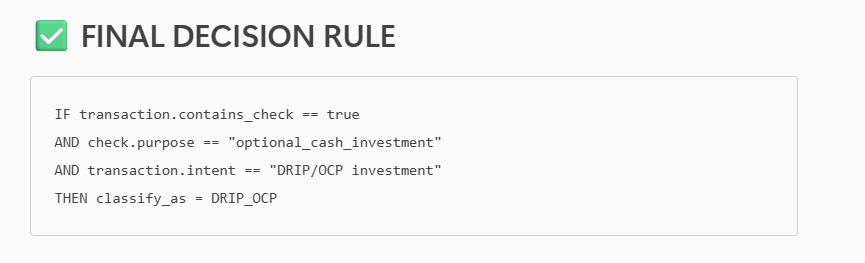 ✅ FINAL DECISION RULE
IF transaction.contains_check == true
AND check.purpose == "optional_cash_investment"
AND transaction.intent == "DRIP/OCP investment"
THEN classify_as = DRIP_OCP